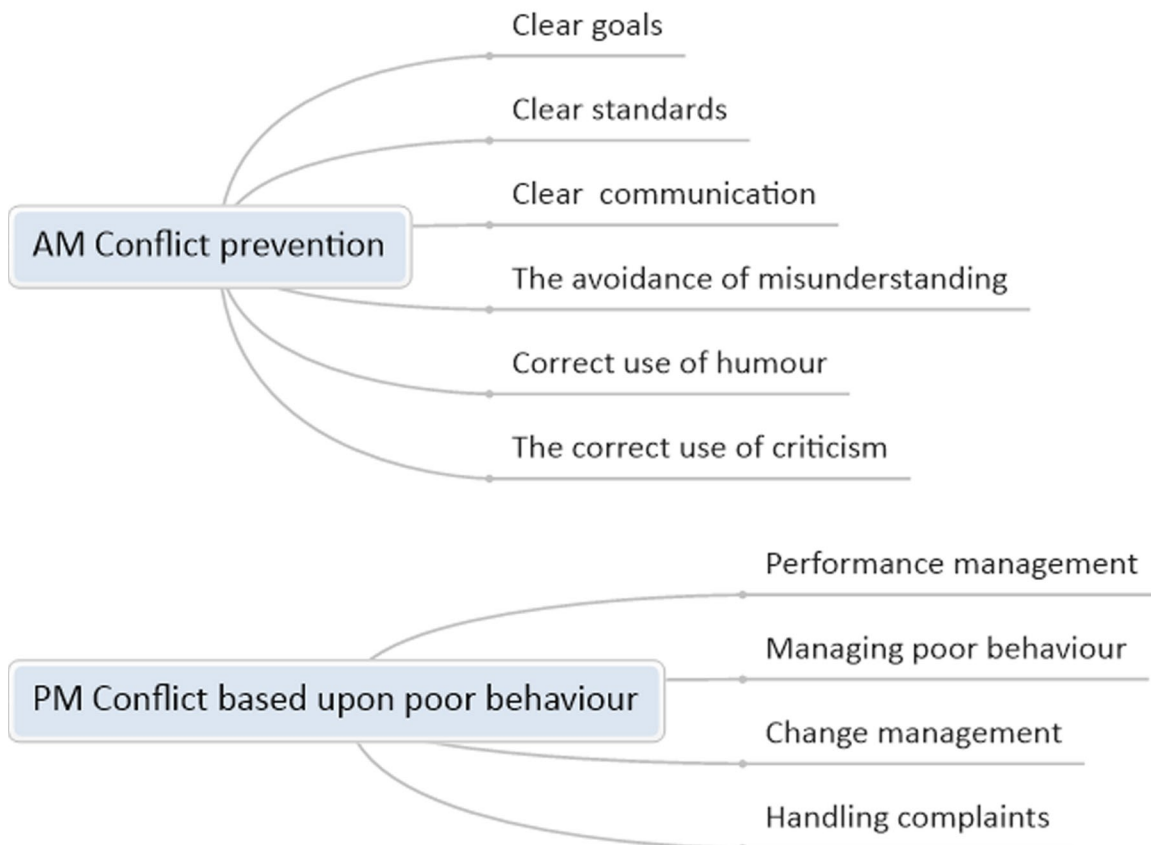 Clear goals
Clear standards
Clear  communication
AM Conflict prevention
The avoidance of misunderstanding
Correct use of humour
The correct use of criticism
Performance management
Managing poor behaviour
PM Conflict based upon poor behaviour
Change management
Handling complaints